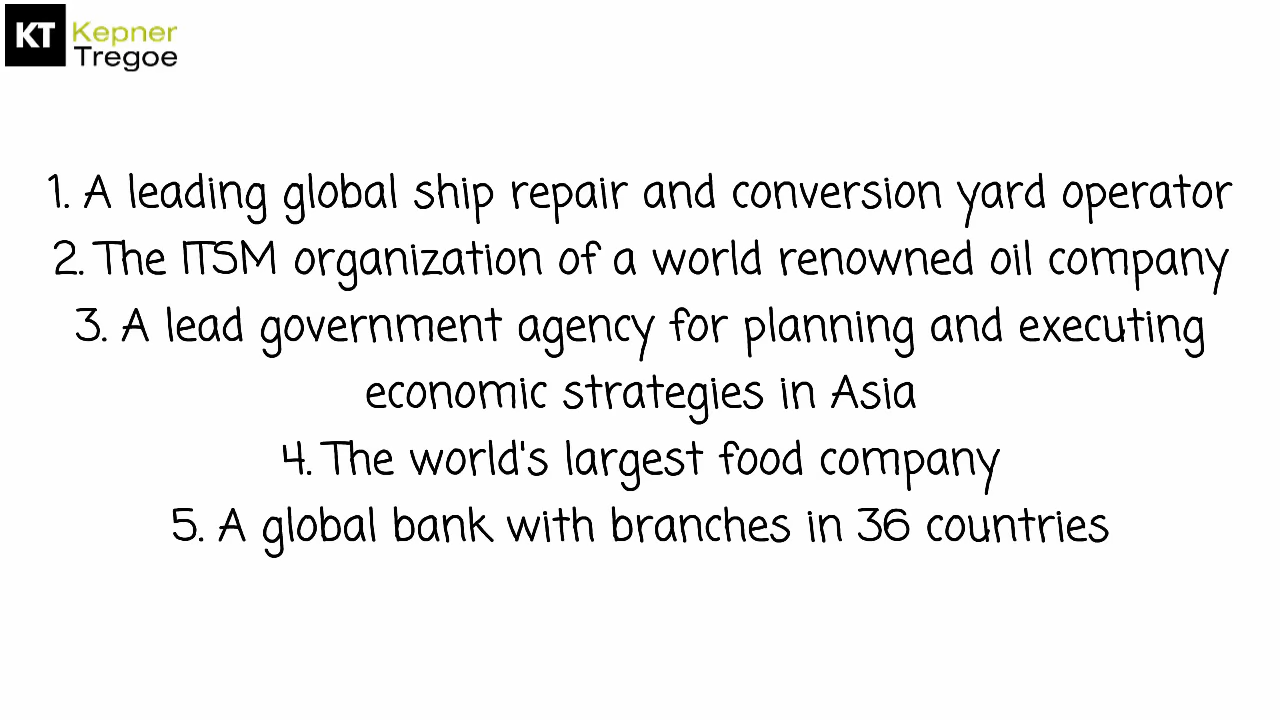 KT Kepner
Tregoe
1. A leading global ship repair and conversion yard operator
2. The ITSM organization of a world renowned oil company
3. A lead government agency for planning and executing
economic strategies in Asia
4. The world's largest food company
5. A global bank with branches in 36 countries